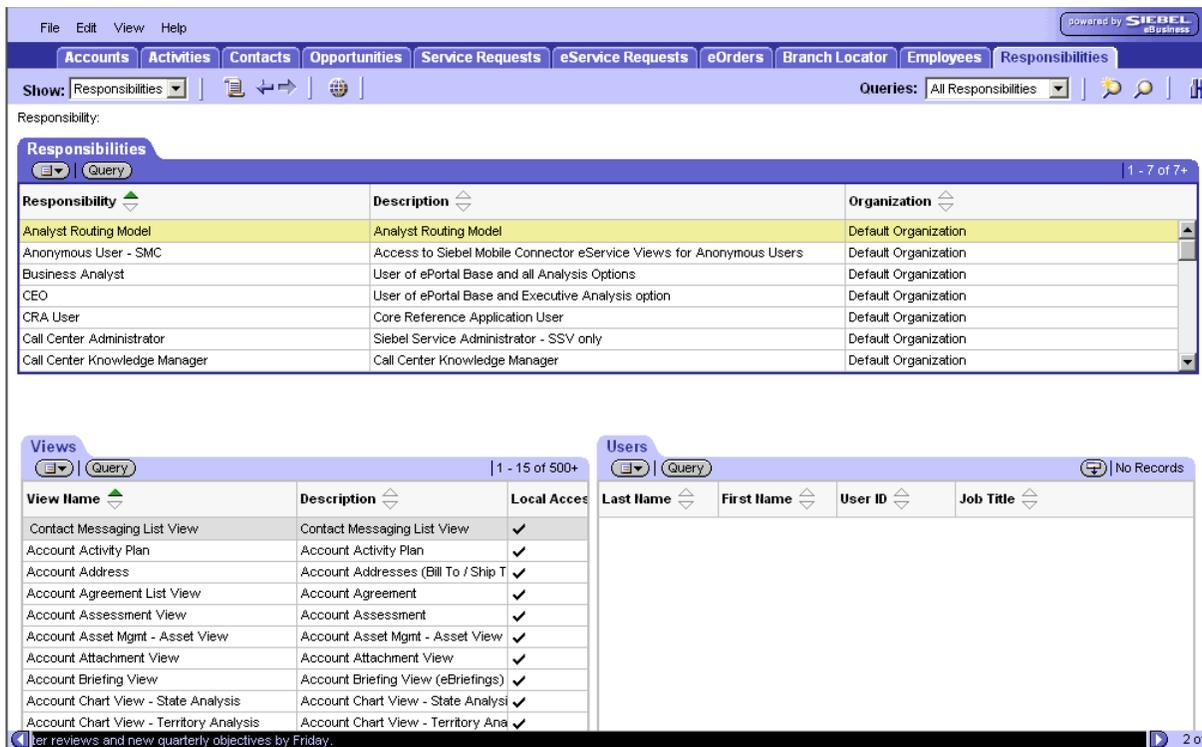 File Edit View Help
powered by SIEBEL eBusiness
Accounts Activities Contacts Opportunities Service Requests eService Requests eOrders Branch Locator Employees Responsibilities
Show: Responsibilities Queries: All Responsibilities
Responsibility:
Responsibilities
Query 1 - 7 of 7+
Responsibility Description Organization
Analyst Routing Model Analyst Routing Model Default Organization
Anonymous User - SMC Access to Siebel Mobile Connector eService Views for Anonymous Users Default Organization
Business Analyst User of ePortal Base and all Analysis Options Default Organization
CEO User of ePortal Base and Executive Analysis option Default Organization
CRA User Core Reference Application User Default Organization
Call Center Administrator Siebel Service Administrator - SSV only Default Organization
Call Center Knowledge Manager Call Center Knowledge Manager Default Organization
Views
Query 1 - 15 of 500+
View Name Description Local Acces
Contact Messaging List View Contact Messaging List View
Account Activity Plan Account Activity Plan
Account Address Account Addresses (Bill To / Ship T
Account Agreement List View Account Agreement
Account Assessment View Account Assessment
Account Asset Mgmt - Asset View Account Asset Mgmt - Asset View
Account Attachment View Account Attachment View
Account Briefing View Account Briefing View (eBriefings)
Account Chart View - State Analysis Account Chart View - State Analysi
Account Chart View - Territory Analysis Account Chart View - Territory Ana
Users
Query No Records
Last Name First Name User ID Job Title
ter reviews and new quarterly objectives by Friday. 2 o